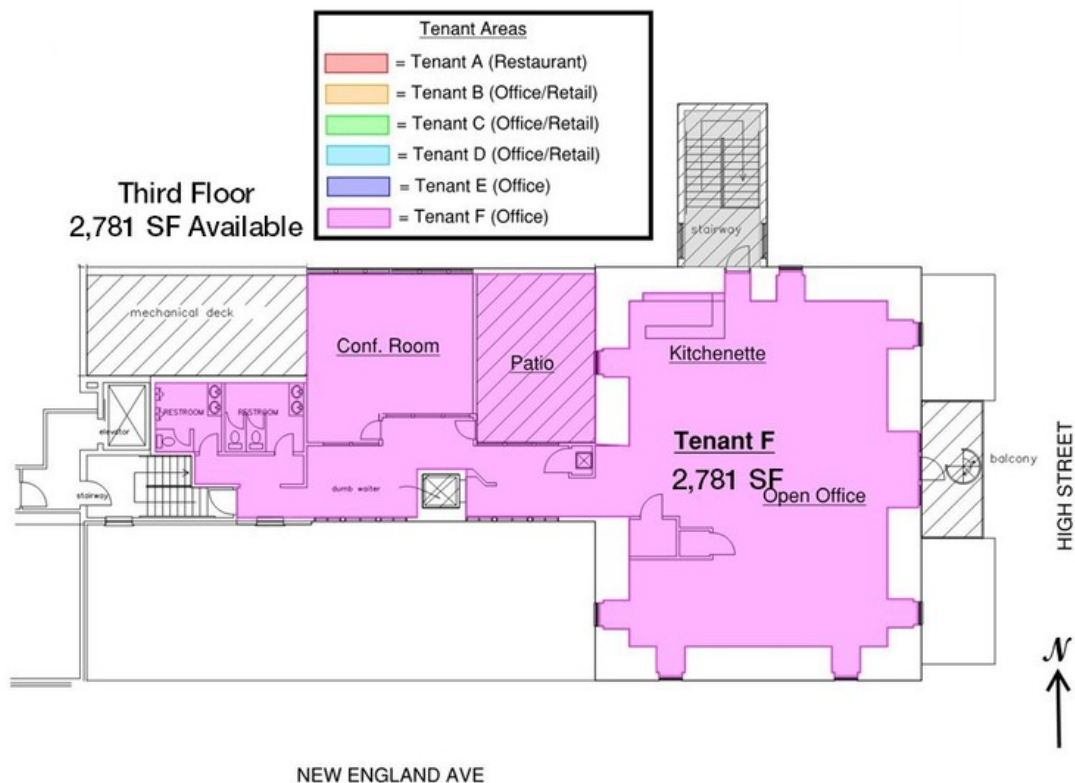 Tenant Areas
= Tenant A (Restaurant)
= Tenant B (Office/Retail)
= Tenant C (Office/Retail)
= Tenant D (Office/Retail)
= Tenant E (Office)
= Tenant F (Office)
Third Floor
2,781 SF Available
stairway
mechanical deck
Conf. Room
Patio
Kitchenette
RESTROOM
RESTROOM
elevator
Tenant F
2,781 SF
Open Office
balcony
stairway
dumb waiter
HIGH STREET
N
NEW ENGLAND AVE